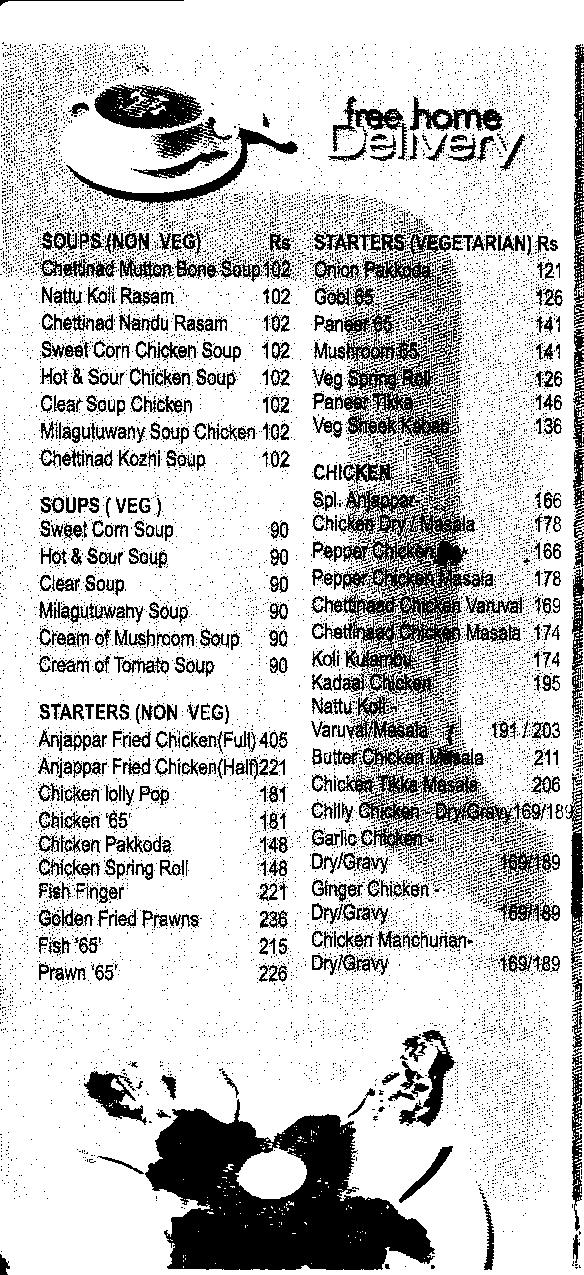 free home
Delivery
SOUPS (NON VEG) Rs
Chettinad Mutton Bone Soup 102
Nattu Koli Rasam 102
Chettinad Nandu Rasam 102
Sweet Corn Chicken Soup 102
Hot & Sour Chicken Soup 102
Clear Soup Chicken 102
Milagutuwany Soup Chicken 102
Chettinad Kozhi Soup 102
SOUPS ( VEG )
Sweet Corn Soup 90
Hot & Sour Soup 90
Clear Soup 90
Milagutuwany Soup 90
Cream of Mushroom Soup 90
Cream of Tomato Soup 90
STARTERS (NON VEG)
Anjappar Fried Chicken(Full) 405
Anjappar Fried Chicken(Half) 221
Chicken lolly Pop 181
Chicken '65' 181
Chicken Pakkoda 148
Chicken Spring Roll 148
Fish Finger 221
Golden Fried Prawns 236
Fish '65' 215
Prawn '65' 226
STARTERS (VEGETARIAN) Rs
Onion Pakkoda 121
Gobi 65 126
Paneer 65 141
Mushroom 65 141
Veg Spring Roll 126
Paneer Tikka 146
Veg Sheek Kabab 136
CHICKEN
Spl. Anjappar 166
Chicken Dry / Masala 178
Pepper Chicken 166
Pepper Chicken Masala 178
Chettinaad Chicken Varuval 169
Chettinaad Chicken Masala 174
Koli Kulambu 174
Kadaai Chicken 195
Nattu Koli -
Varuval/Masala 191 / 203
Butter Chicken Masala 211
Chicken Tikka Masala 206
Chilly Chicken - Dry/Gravy 169/189
Garlic Chicken -
Dry/Gravy 169/189
Ginger Chicken -
Dry/Gravy 169/189
Chicken Manchurian-
Dry/Gravy 169/189